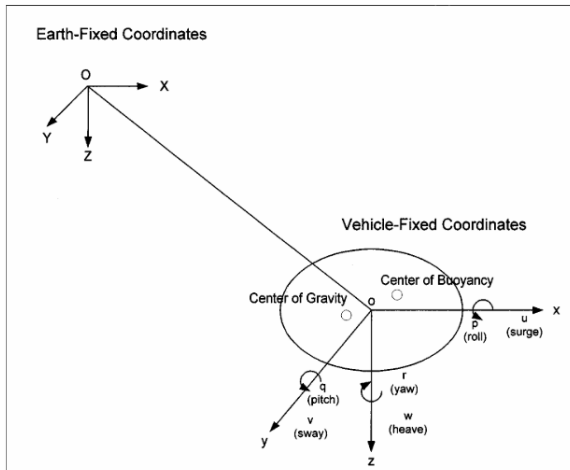 Earth-Fixed Coordinates
O
X
Y
Z
Vehicle-Fixed Coordinates
Center of Buoyancy
Center of Gravity
o
x
p
(roll)
u
(surge)
q
(pitch)
r
(yaw)
v
(sway)
w
(heave)
y
z